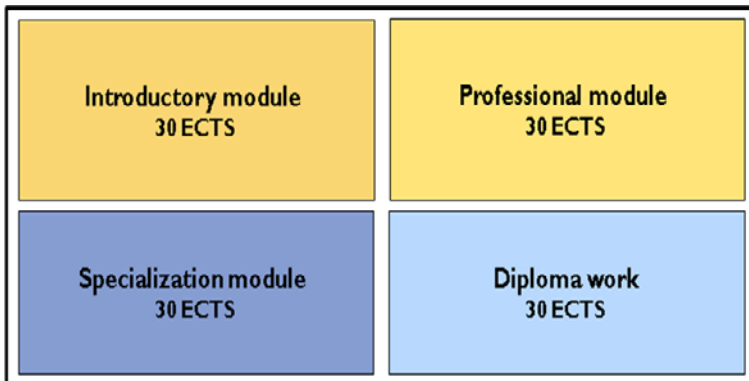 Introductory module
30 ECTS
Professional module
30 ECTS
Specialization module
30 ECTS
Diploma work
30 ECTS